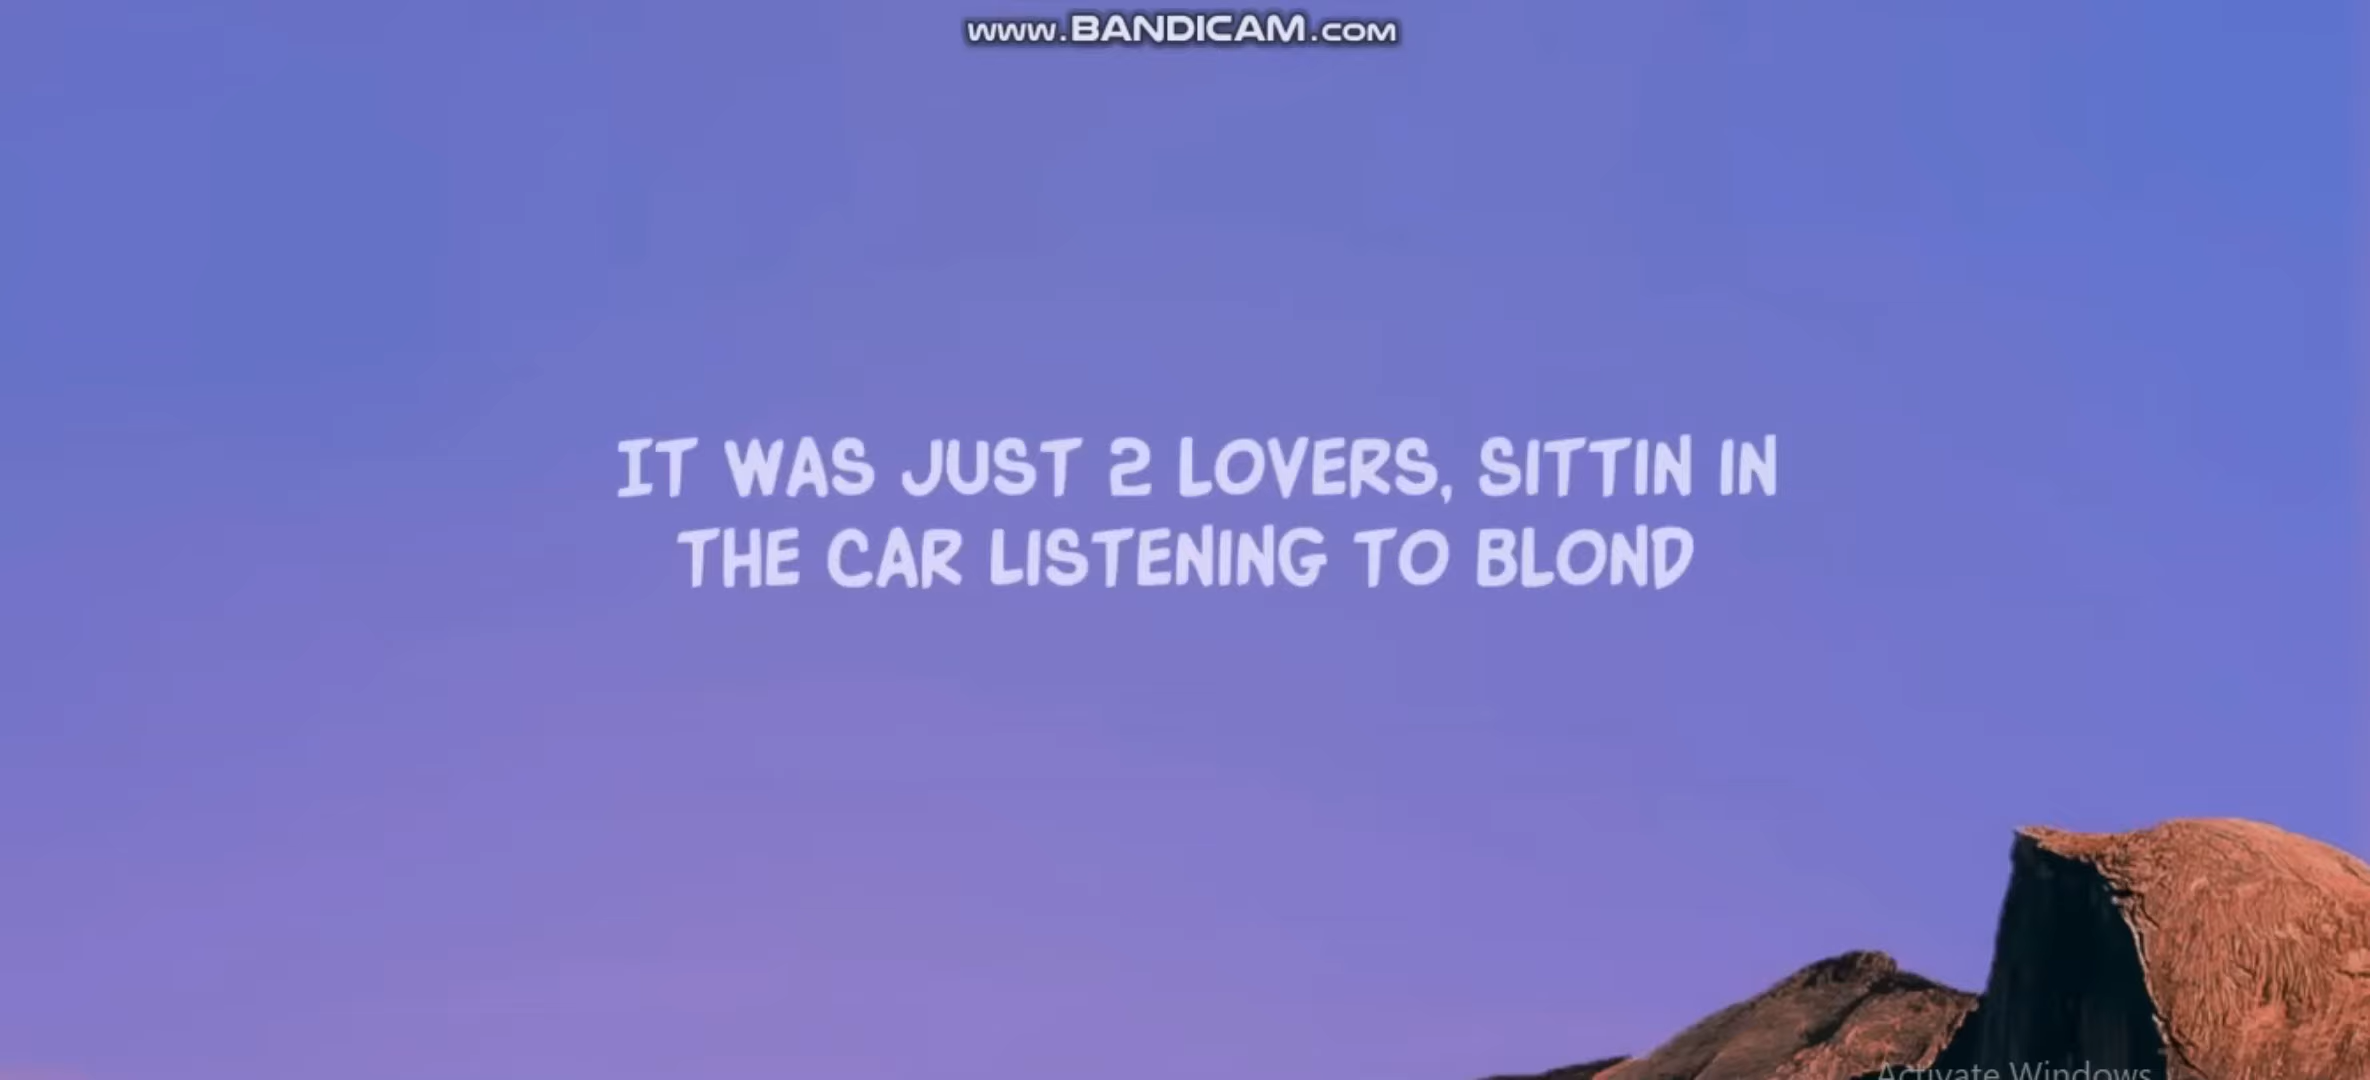 www.BANDICAM.com
IT WAS JUST 2 LOVERS, SITTIN IN
THE CAR LISTENING TO BLOND
Activate Windows